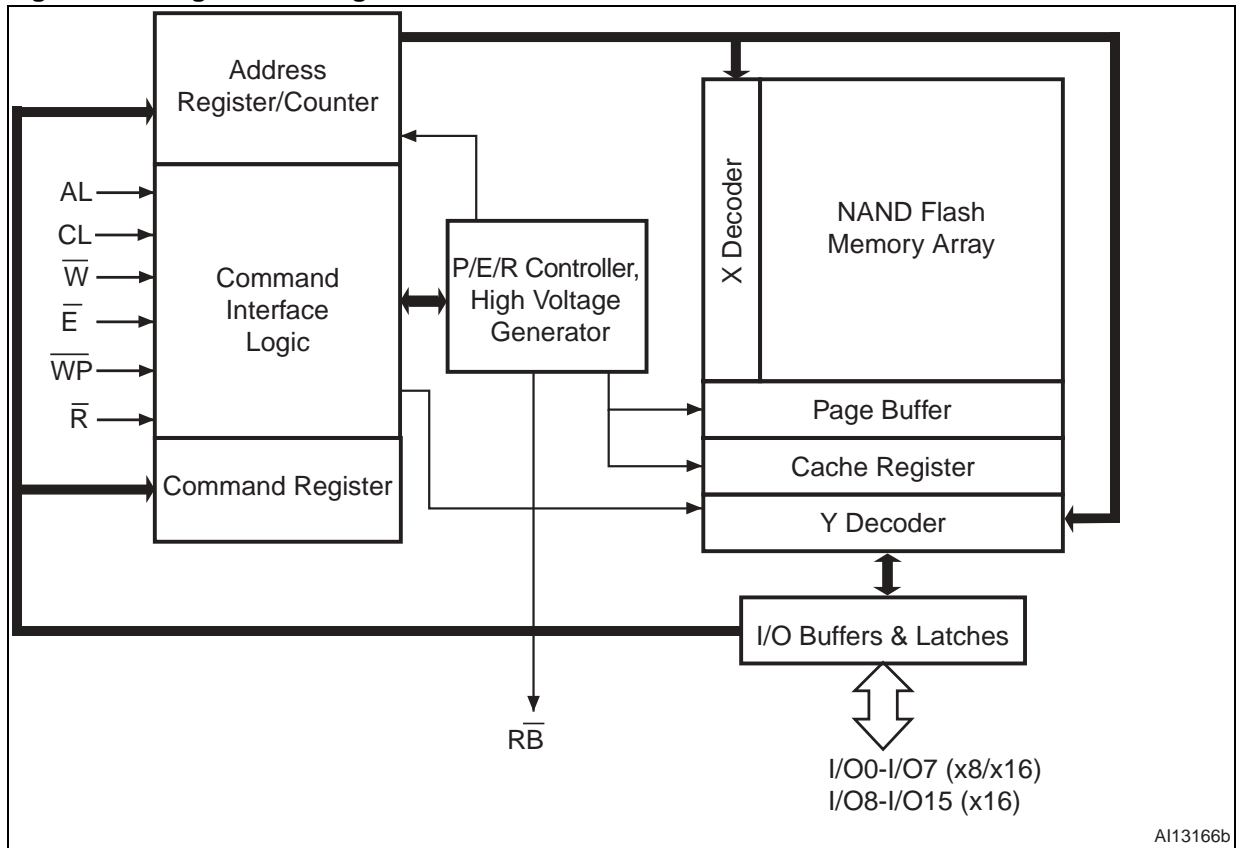 Address
Register/Counter
AL
CL
W̅
E̅
W̅P̅
R̅
Command
Interface
Logic
Command Register
P/E/R Controller,
High Voltage
Generator
RB̅
X Decoder
NAND Flash
Memory Array
Page Buffer
Cache Register
Y Decoder
I/O Buffers & Latches
I/O0-I/O7 (x8/x16)
I/O8-I/O15 (x16)
AI13166b